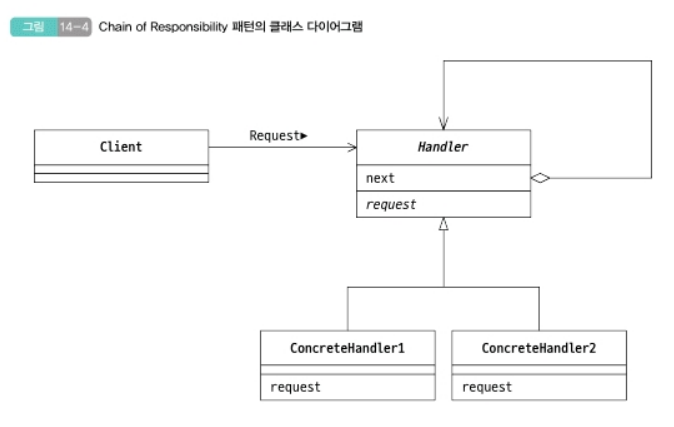 그림 14-4 Chain of Responsibility 패턴의 클래스 다이어그램
Request▶
Client
Handler
next
request
ConcreteHandler1
request
ConcreteHandler2
request